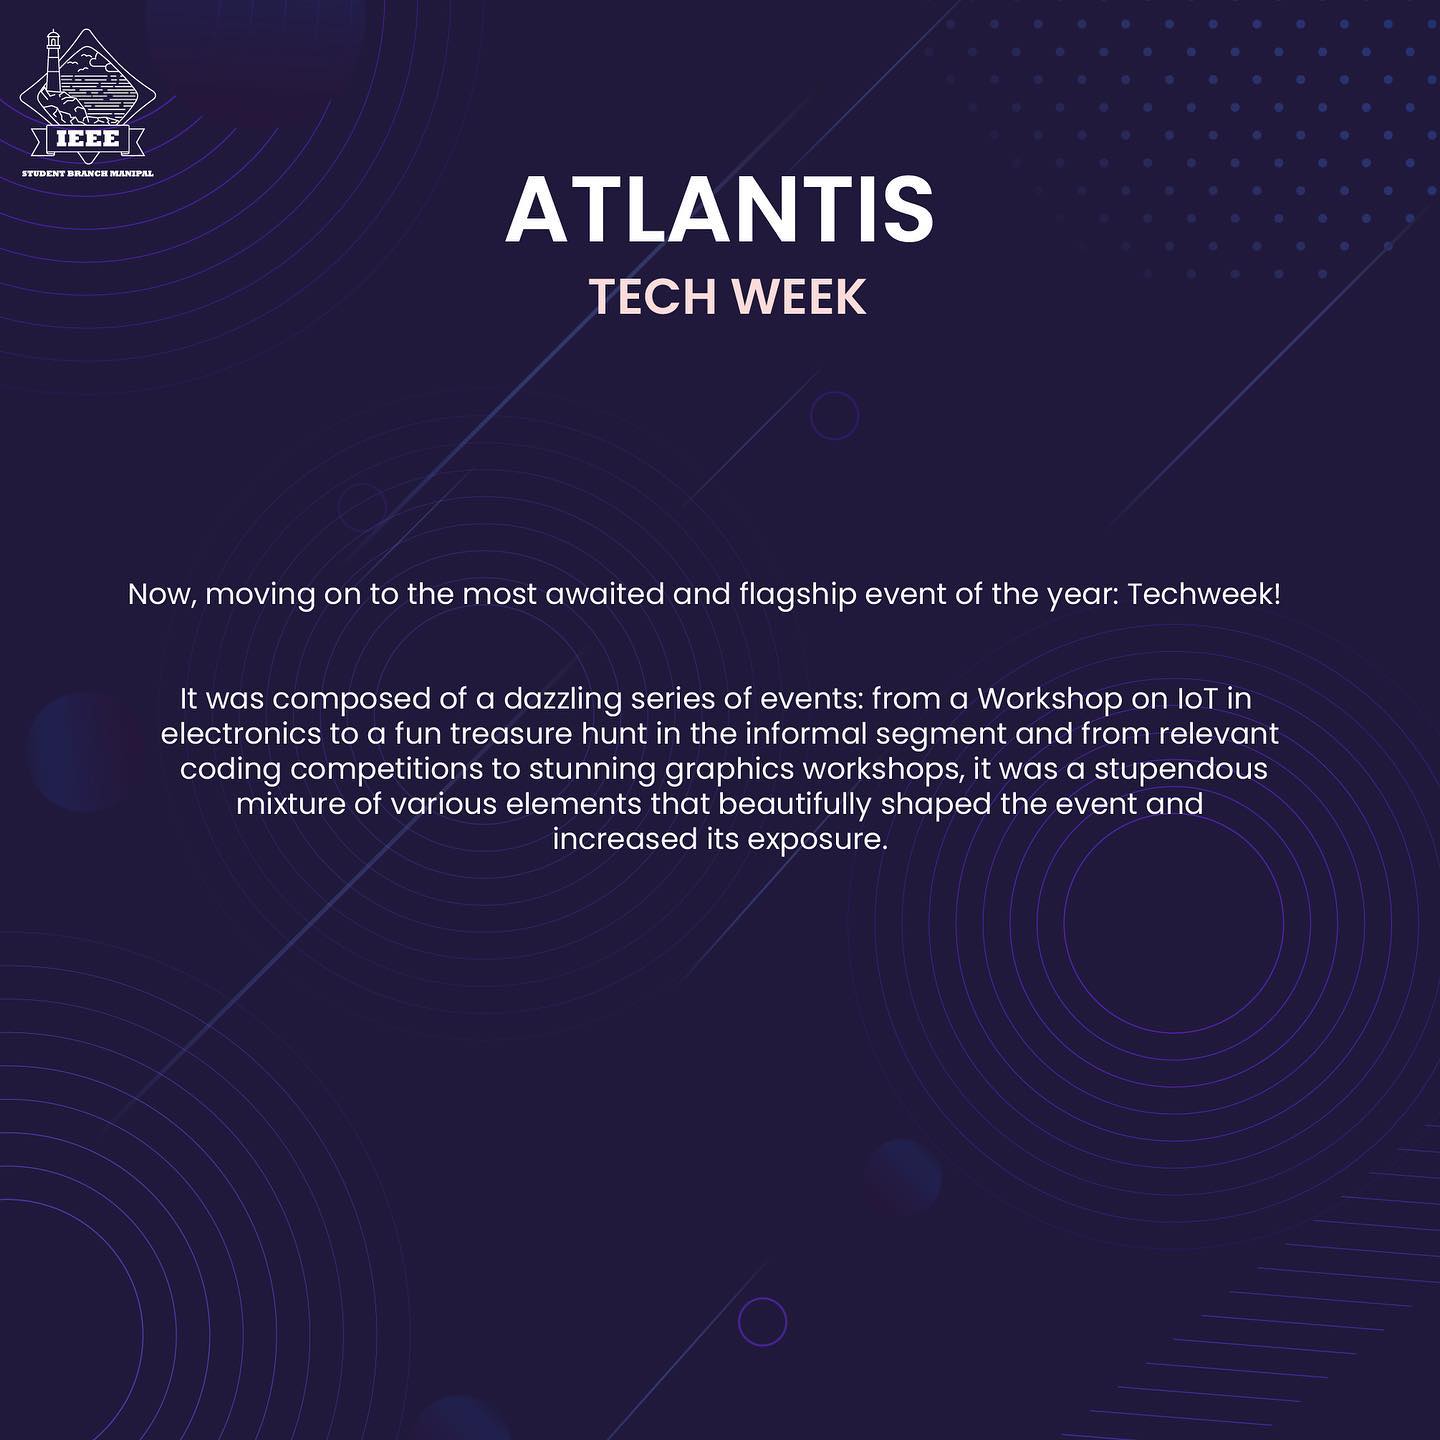 IEEE
STUDENT BRANCH MANIPAL
ATLANTIS
TECH WEEK
Now, moving on to the most awaited and flagship event of the year: Techweek!
It was composed of a dazzling series of events: from a Workshop on IoT in
electronics to a fun treasure hunt in the informal segment and from relevant
coding competitions to stunning graphics workshops, it was a stupendous
mixture of various elements that beautifully shaped the event and
increased its exposure.